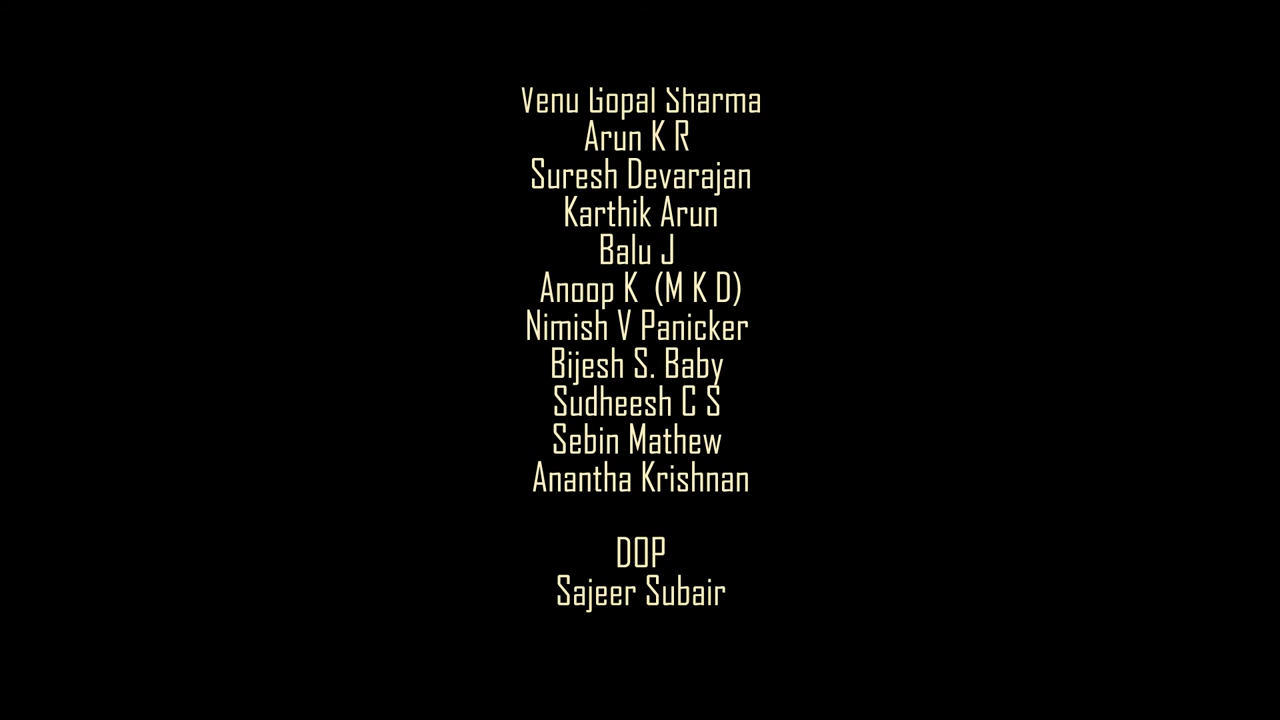 Venu Gopal Sharma
Arun K R
Suresh Devarajan
Karthik Arun
Balu J
Anoop K (M K D)
Nimish V Panicker
Bijesh S. Baby
Sudheesh C S
Sebin Mathew
Anantha Krishnan
DOP
Sajeer Subair